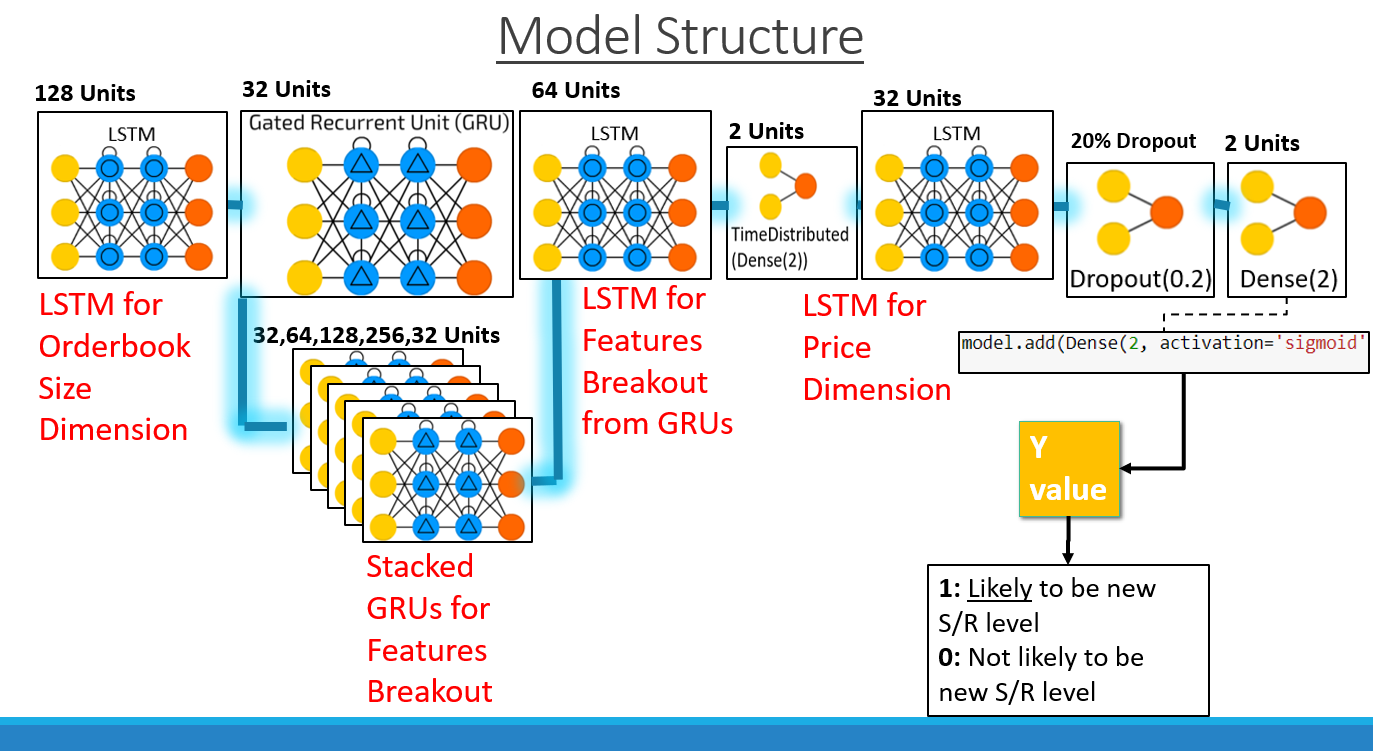 Model Structure
128 Units
LSTM
LSTM for
Orderbook
Size
Dimension
32 Units
Gated Recurrent Unit (GRU)
32,64,128,256,32 Units
Stacked
GRUs for
Features
Breakout
64 Units
LSTM
LSTM for
Features
Breakout
from GRUs
2 Units
TimeDistributed
(Dense(2))
32 Units
LSTM
LSTM for
Price
Dimension
20% Dropout
Dropout(0.2)
2 Units
Dense(2)
model.add(Dense(2, activation='sigmoid'
Y
value
1: Likely to be new
S/R level
0: Not likely to be
new S/R level